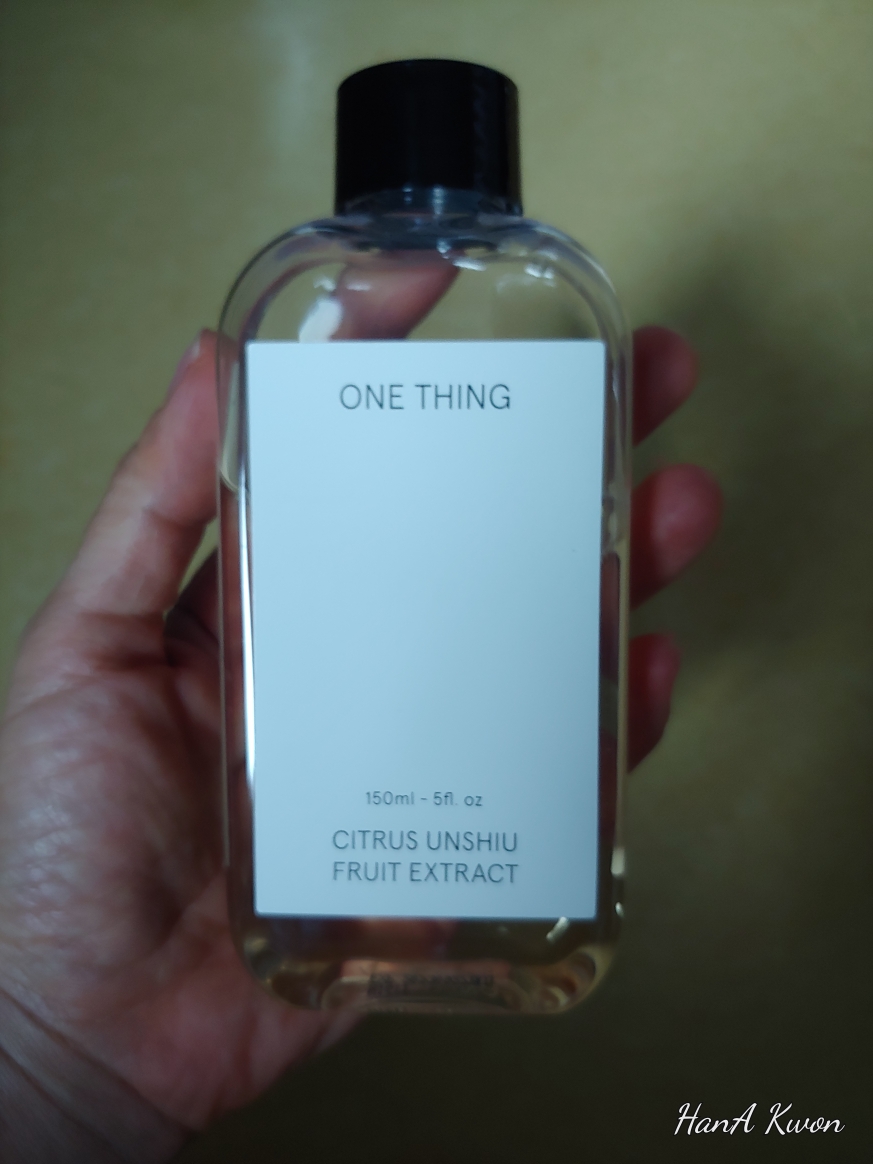 ONE THING
150ml - 5fl. oz
CITRUS UNSHIU
FRUIT EXTRACT
HanA Kwon